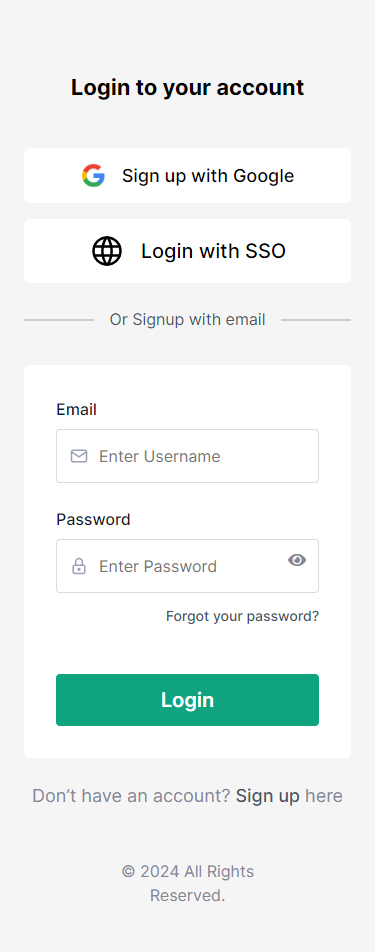 Login to your account
Sign up with Google
Login with SSO
Or Signup with email
Email
Enter Username
Password
Enter Password
Forgot your password?
Login
Don’t have an account? Sign up here
© 2024 All Rights
Reserved.